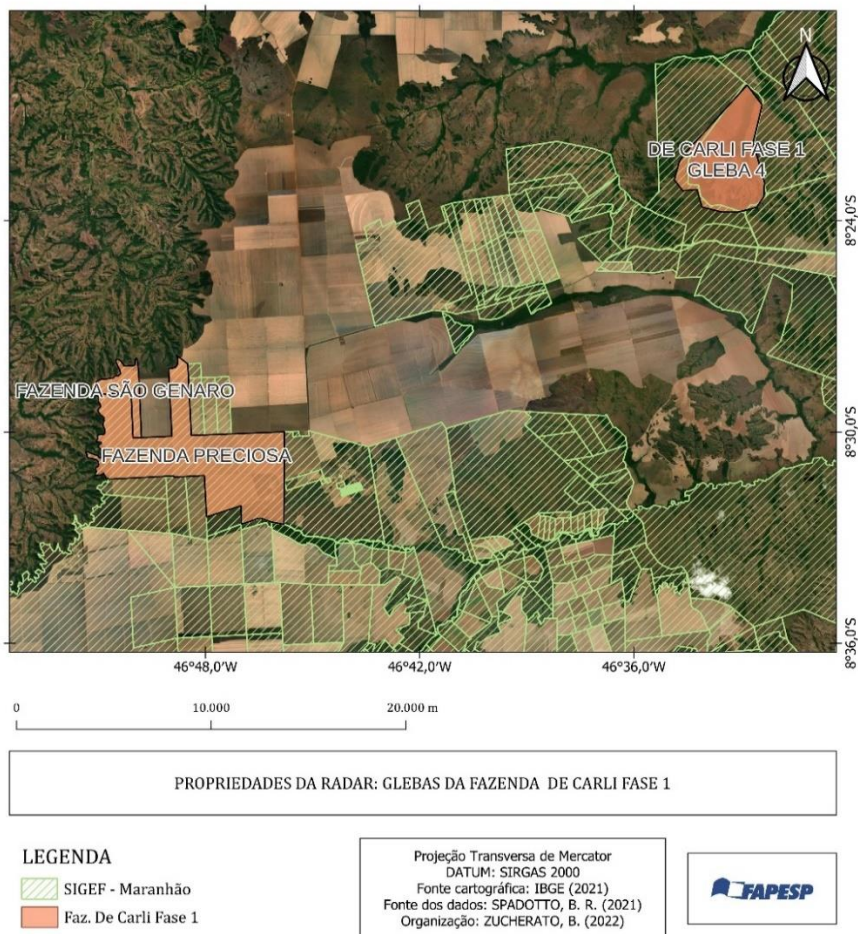 N
DE CARLI FASE 1
GLEBA 4
8°24,0'S
FAZENDA SÃO GENARO
8°30,0'S
FAZENDA PRECIOSA
8°36,0'S
46°48,0'W
46°42,0'W
46°36,0'W
0
10.000
20.000 m
PROPRIEDADES DA RADAR: GLEBAS DA FAZENDA DE CARLI FASE 1
LEGENDA
SIGEF - Maranhão
Faz. De Carli Fase 1
Projeção Transversa de Mercator
DATUM: SIRGAS 2000
Fonte cartográfica: IBGE (2021)
Fonte dos dados: SPADOTTO, B. R. (2021)
Organização: ZUCHERATO, B. (2022)
FAPESP